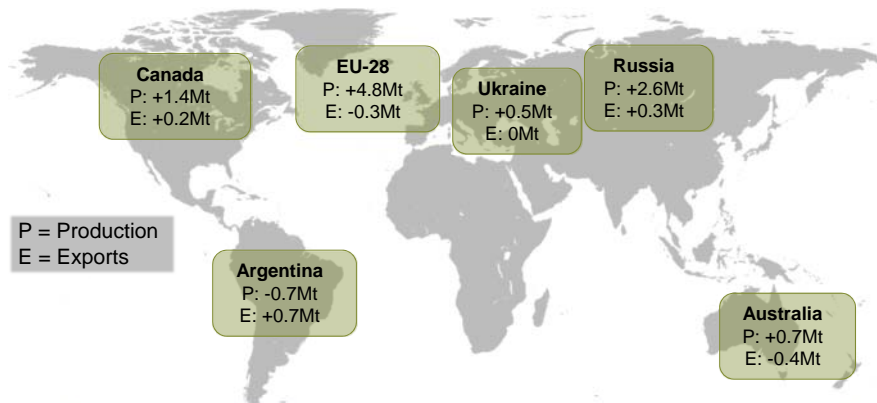 Canada
P: +1.4Mt
E: +0.2Mt
EU-28
P: +4.8Mt
E: -0.3Mt
Ukraine
P: +0.5Mt
E: 0Mt
Russia
P: +2.6Mt
E: +0.3Mt
P = Production
E = Exports
Argentina
P: -0.7Mt
E: +0.7Mt
Australia
P: +0.7Mt
E: -0.4Mt